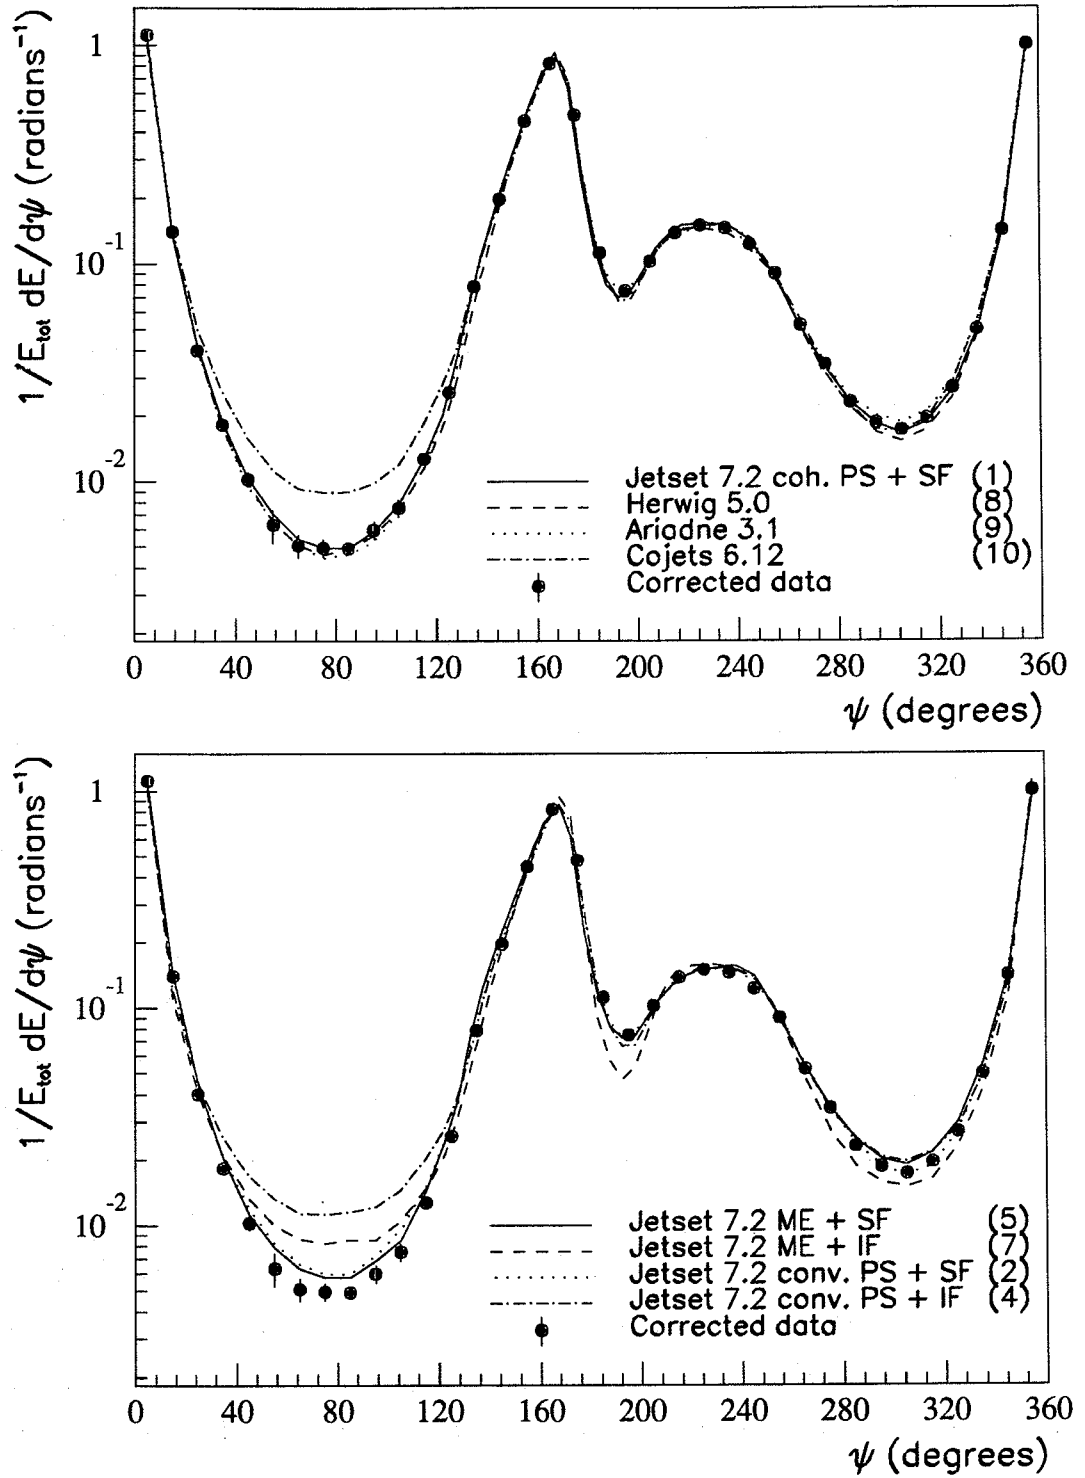 1/E_tot dE/dψ (radians⁻¹)
1
10⁻¹
10⁻²
Jetset 7.2 coh. PS + SF (1)
Herwig 5.0 (8)
Ariadne 3.1 (9)
Cojets 6.12 (10)
Corrected data
0 40 80 120 160 200 240 280 320 360
ψ (degrees)
1/E_tot dE/dψ (radians⁻¹)
1
10⁻¹
10⁻²
Jetset 7.2 ME + SF (5)
Jetset 7.2 ME + IF (7)
Jetset 7.2 conv. PS + SF (2)
Jetset 7.2 conv. PS + IF (4)
Corrected data
0 40 80 120 160 200 240 280 320 360
ψ (degrees)